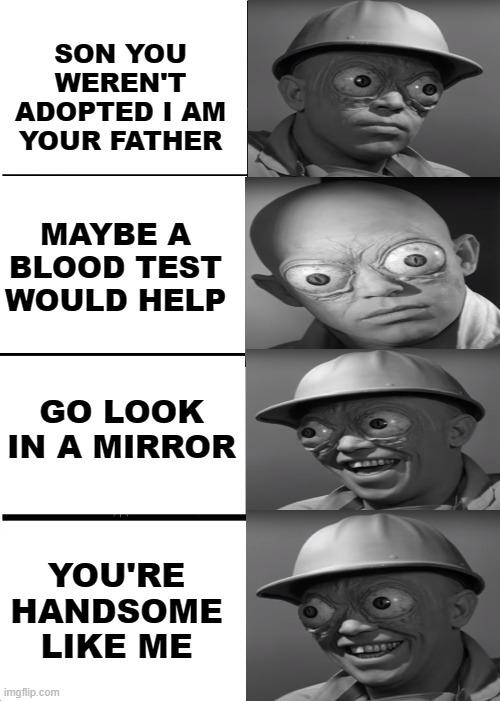 SON YOU
WEREN'T
ADOPTED I AM
YOUR FATHER
MAYBE A
BLOOD TEST
WOULD HELP
GO LOOK
IN A MIRROR
YOU'RE
HANDSOME
LIKE ME
imgflip.com